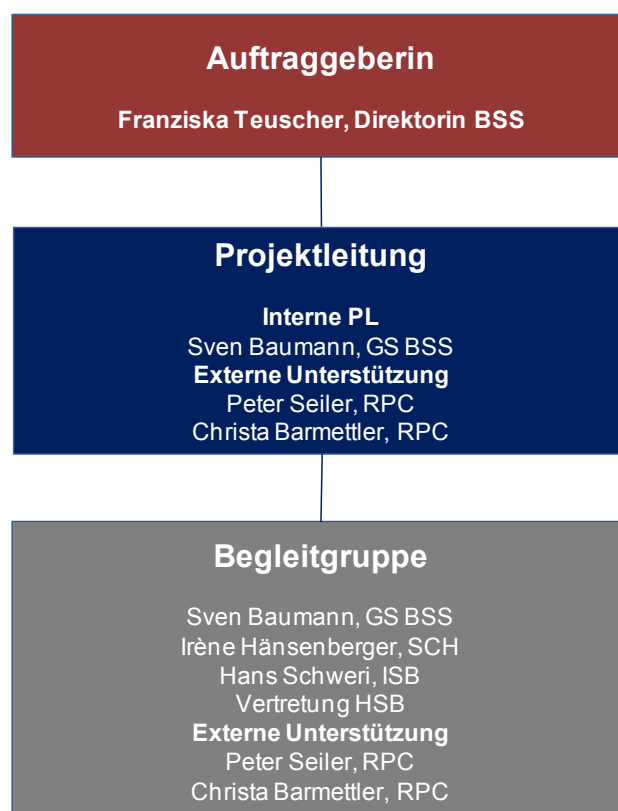 Auftraggeberin
Franziska Teuscher, Direktorin BSS
Projektleitung
Interne PL
Sven Baumann, GS BSS
Externe Unterstützung
Peter Seiler, RPC
Christa Barmettler, RPC
Begleitgruppe
Sven Baumann, GS BSS
Irène Hänsenberger, SCH
Hans Schweri, ISB
Vertretung HSB
Externe Unterstützung
Peter Seiler, RPC
Christa Barmettler, RPC